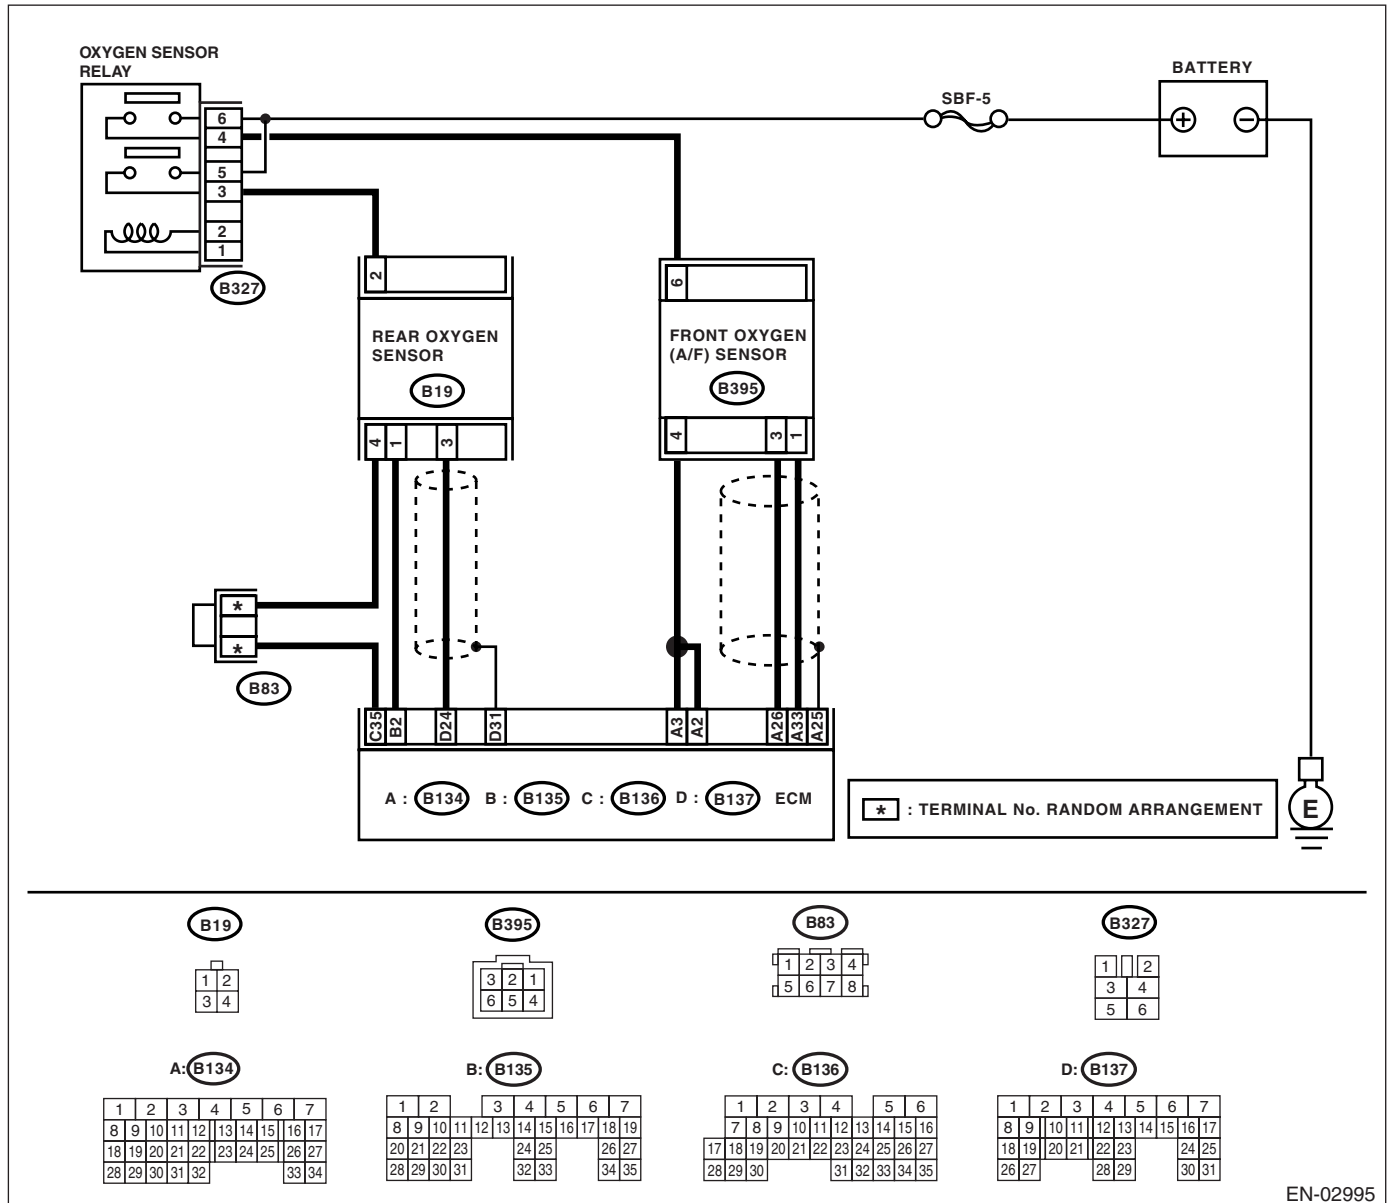 OXYGEN SENSOR
RELAY
BATTERY
SBF-5
6
4
5
3
2
1
B327
2
6
REAR OXYGEN
SENSOR
B19
FRONT OXYGEN
(A/F) SENSOR
B395
4 1 3
4 3 1
*
*
B83
C35 B2 D24 D31 A3 A2 A26 A33 A25
A : B134 B : B135 C : B136 D : B137 ECM
* : TERMINAL No. RANDOM ARRANGEMENT
E
B19
1 2
3 4
B395
3 2 1
6 5 4
B83
1 2 3 4
5 6 7 8
B327
1 2
3 4
5 6
A: B134
1 2 3 4 5 6 7
8 9 10 11 12 13 14 15 16 17
18 19 20 21 22 23 24 25 26 27
28 29 30 31 32 33 34
B: B135
1 2 3 4 5 6 7
8 9 10 11 12 13 14 15 16 17 18 19
20 21 22 23 24 25 26 27
28 29 30 31 32 33 34 35
C: B136
1 2 3 4 5 6
7 8 9 10 11 12 13 14 15 16
17 18 19 20 21 22 23 24 25 26 27
28 29 30 31 32 33 34 35
D: B137
1 2 3 4 5 6 7
8 9 10 11 12 13 14 15 16 17
18 19 20 21 22 23 24 25
26 27 28 29 30 31
EN-02995